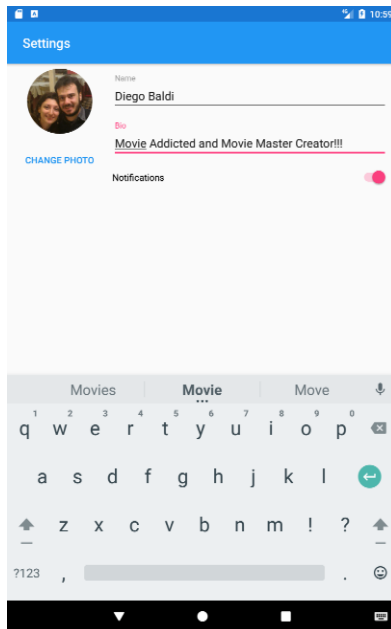 10:59
Settings
Name
Diego Baldi
Bio
Movie Addicted and Movie Master Creator!!!
CHANGE PHOTO
Notifications
Movies Movie Move
1 2 3 4 5 6 7 8 9 0
q w e r t y u i o p
a s d f g h j k l
z x c v b n m ! ?
?123 , .